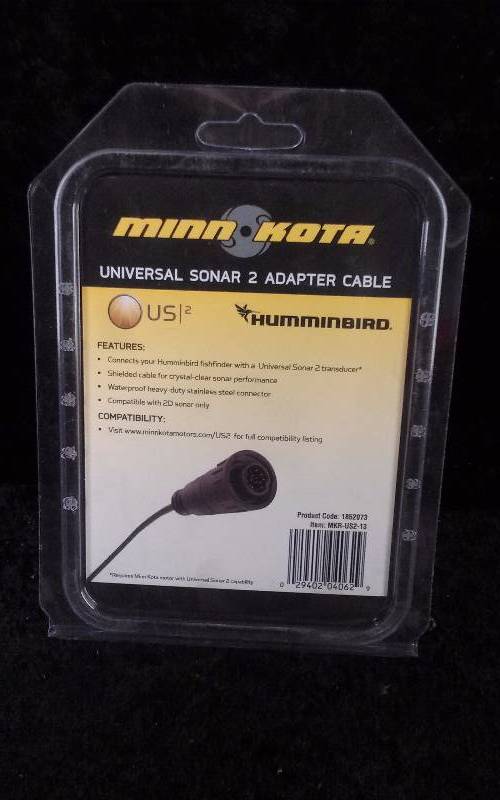 MINN KOTA®
UNIVERSAL SONAR 2 ADAPTER CABLE
US|2 HUMMINBIRD®
FEATURES:
• Connects your Humminbird fishfinder with a Universal Sonar 2 transducer*
• Shielded cable for crystal-clear sonar performance
• Waterproof heavy-duty stainless steel connector
• Compatible with 2D sonar only
COMPATIBILITY:
• Visit www.minnkotamotors.com/US2 for full compatibility listing
Product Code: 1852073
Item: MKR-US2-13
0 29402 04062 9
*Requires Minn Kota motor with Universal Sonar 2 capability